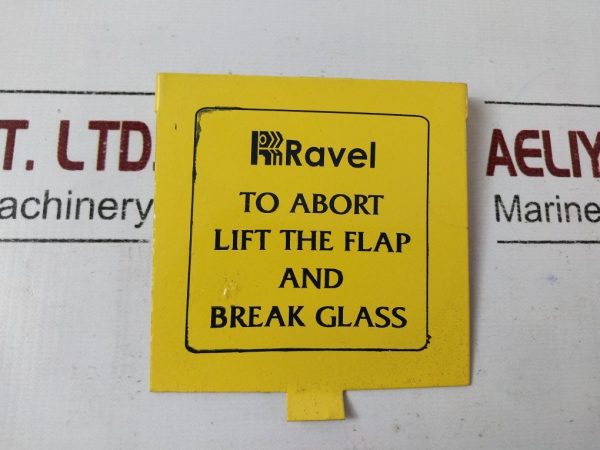 Ravel
TO ABORT
LIFT THE FLAP
AND
BREAK GLASS
T. LTD.
achinery
AELIY
Marine